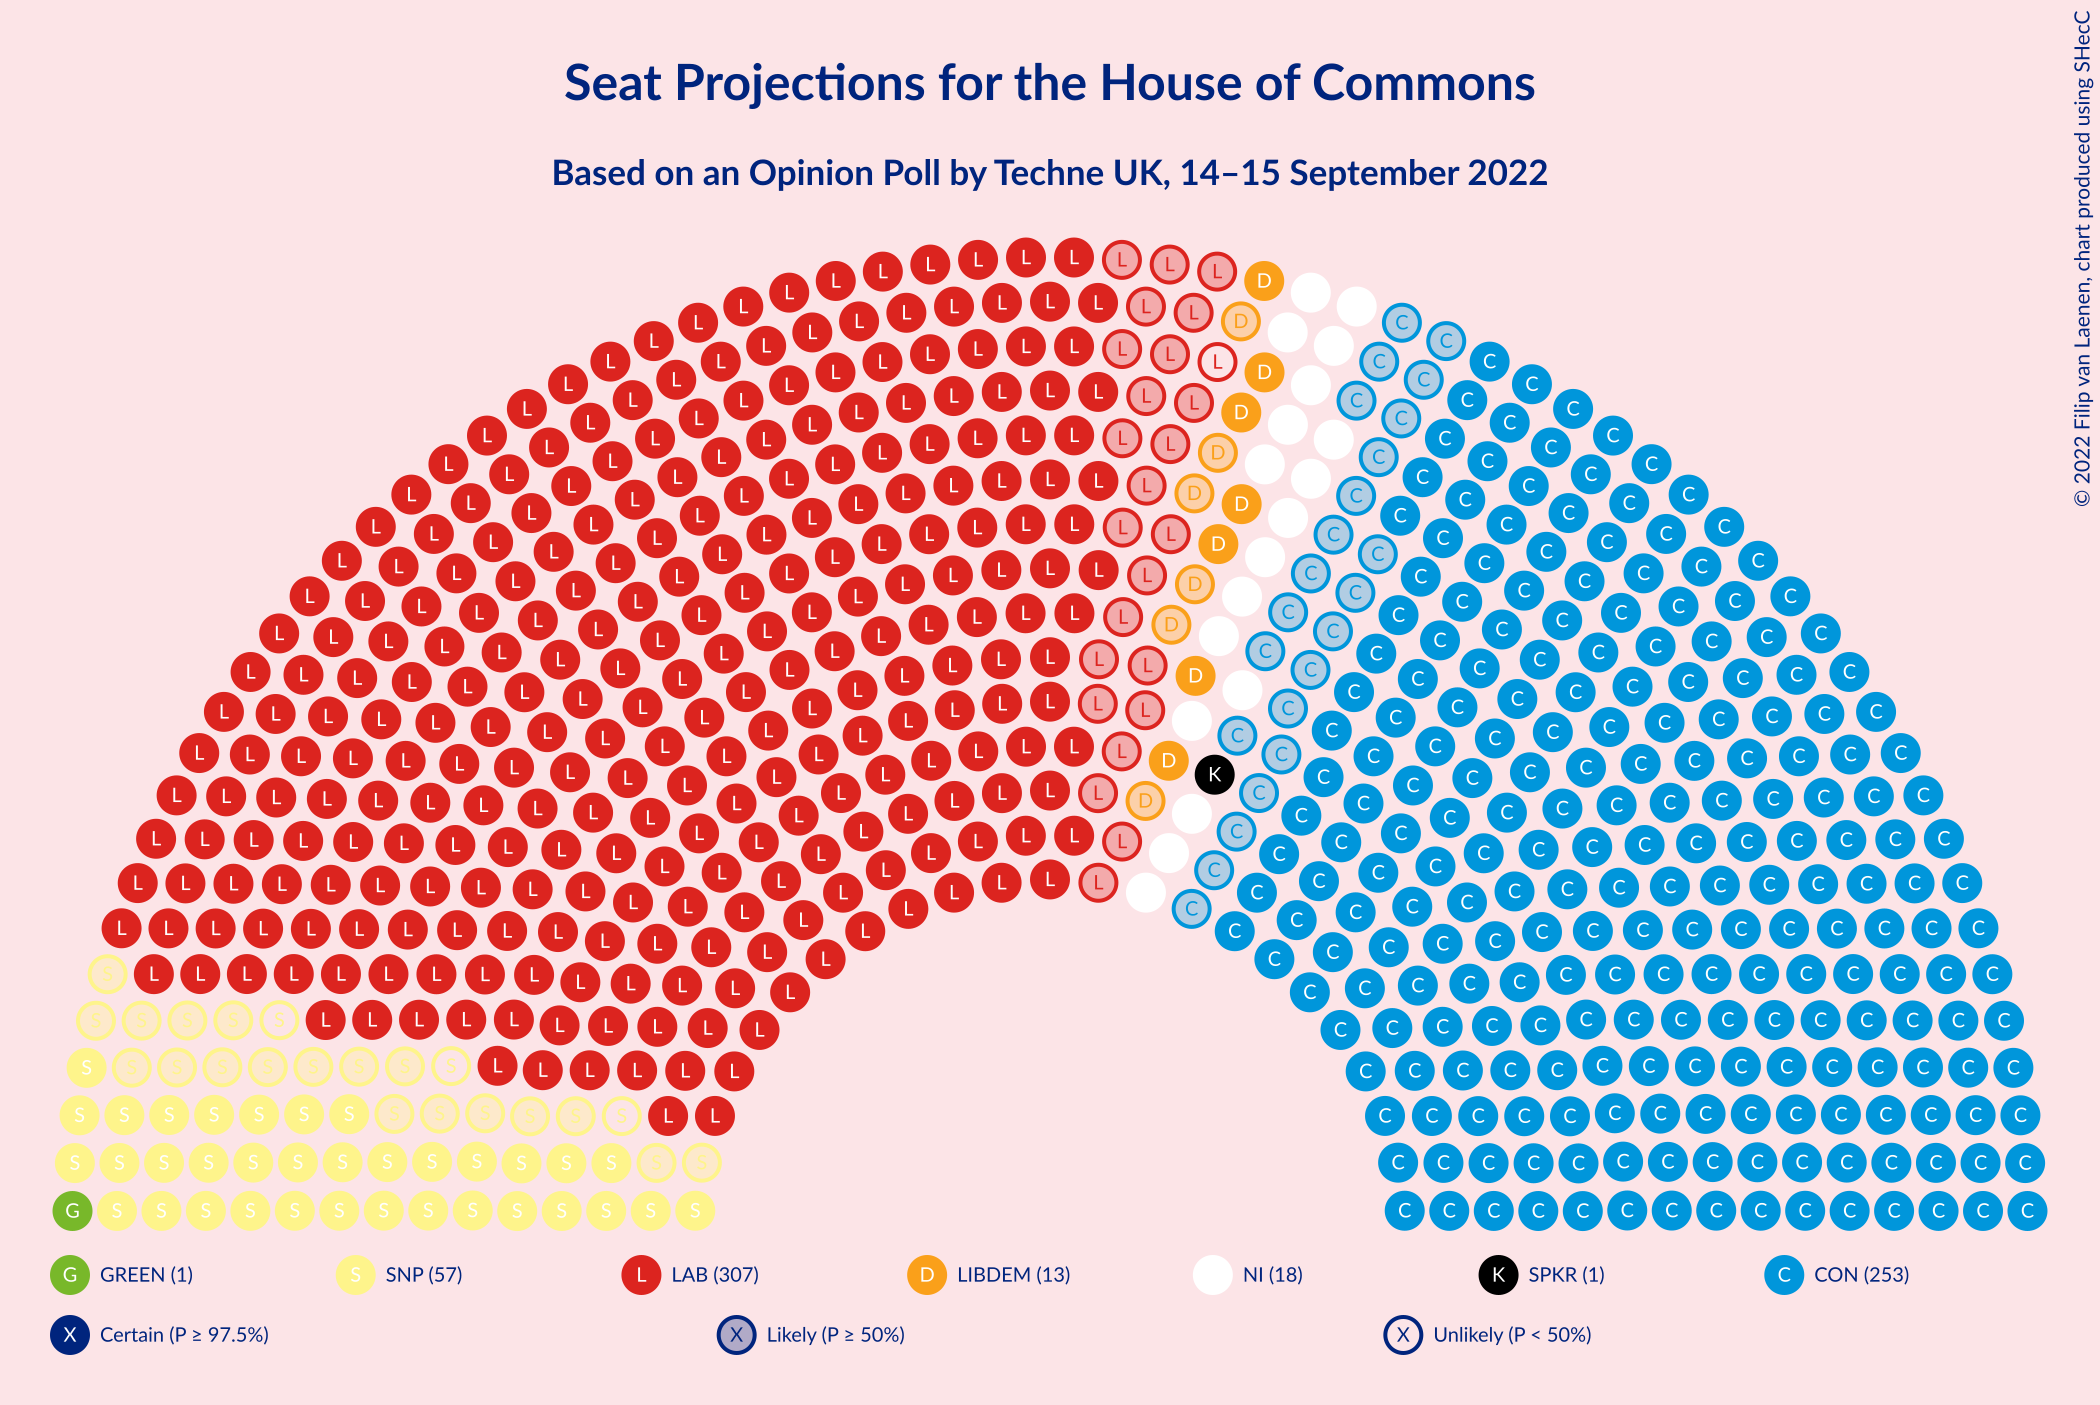 Seat Projections for the House of Commons
Based on an Opinion Poll by Techne UK, 14–15 September 2022
© 2022 Filip van Laenen, chart produced using SHecC
G GREEN (1)
S SNP (57)
L LAB (307)
D LIBDEM (13)
NI (18)
K SPKR (1)
C CON (253)
X Certain (P ≥ 97.5%)
X Likely (P ≥ 50%)
X Unlikely (P < 50%)